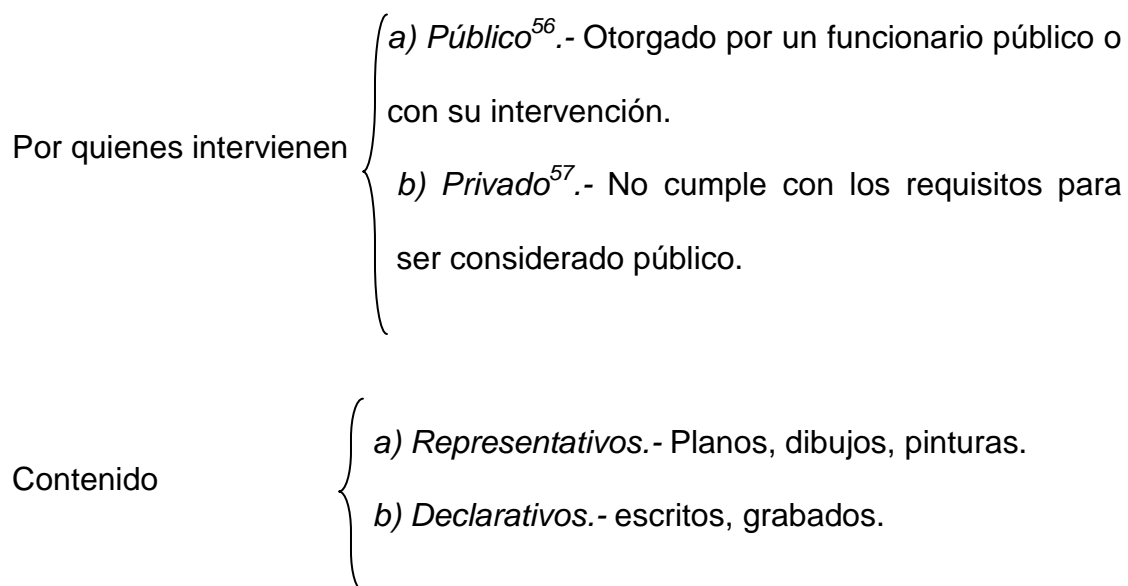 a) Público56.- Otorgado por un funcionario público o
con su intervención.
Por quienes intervienen
b) Privado57.- No cumple con los requisitos para
ser considerado público.
a) Representativos.- Planos, dibujos, pinturas.
Contenido
b) Declarativos.- escritos, grabados.